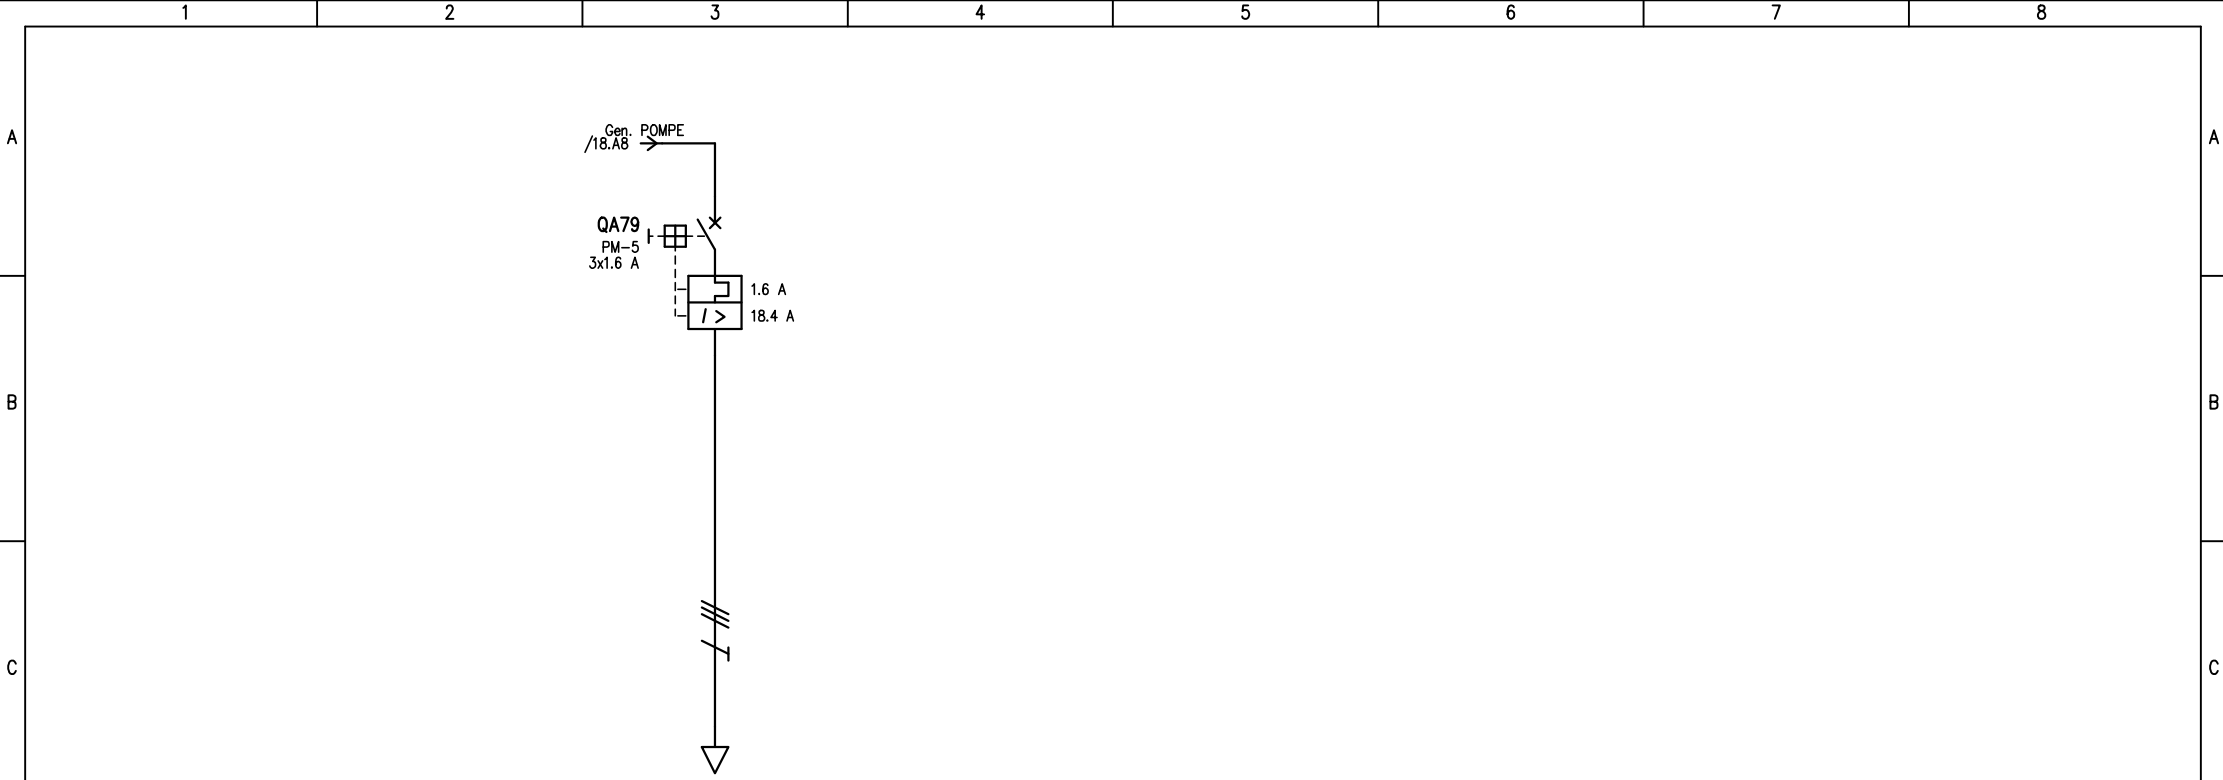 1 2 3 4 5 6 7 8
A A
Gen. POMPE
/18.A8
QA79
PM-5
3x1.6 A
1.6 A
I >
18.4 A
B B
C C